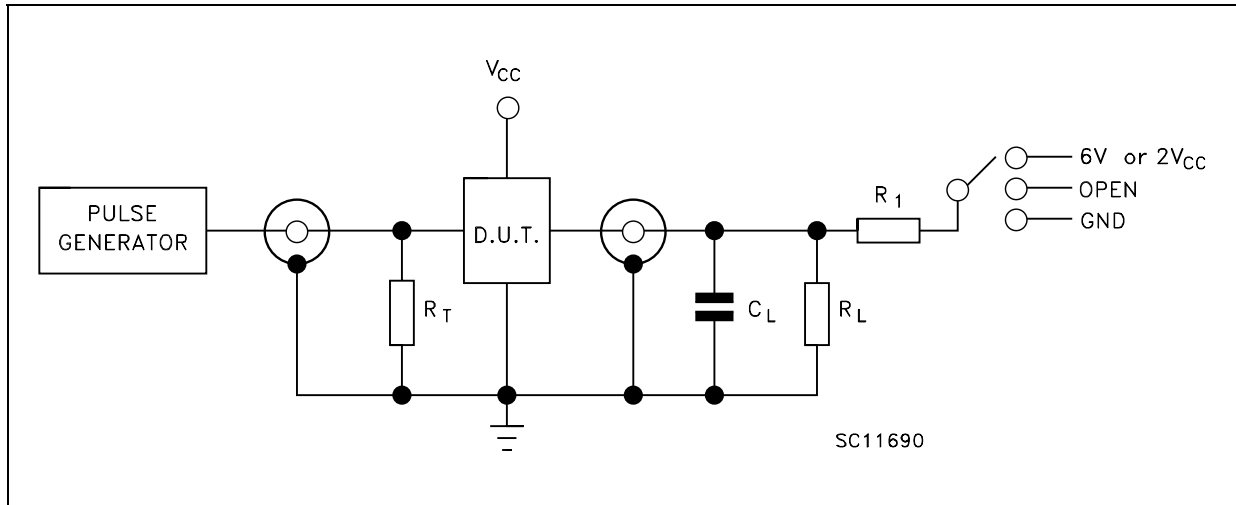 VCC
PULSE
GENERATOR
RT
D.U.T.
CL
RL
R1
6V or 2VCC
OPEN
GND
SC11690